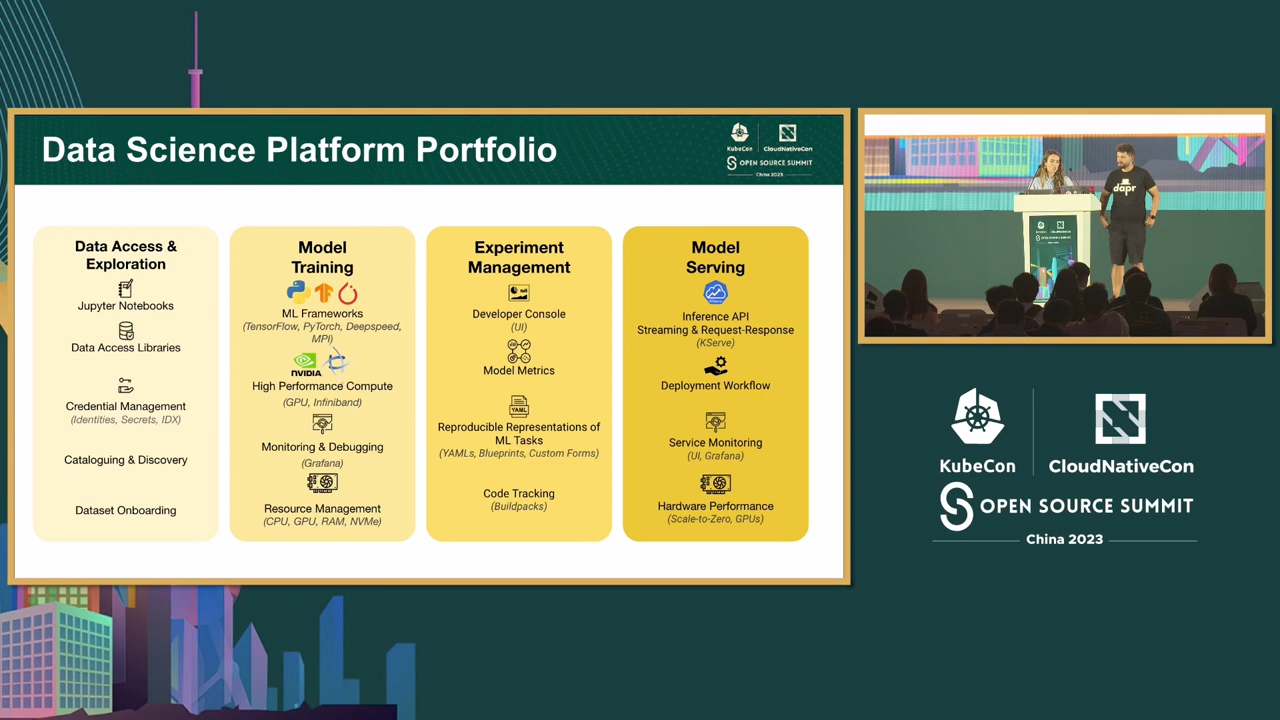 Data Science Platform Portfolio
KubeCon
CloudNativeCon
OPEN SOURCE SUMMIT
China 2023
Data Access &
Exploration
Jupyter Notebooks
Data Access Libraries
Credential Management
(Identities, Secrets, IDX)
Cataloguing & Discovery
Dataset Onboarding
Model
Training
ML Frameworks
(TensorFlow, PyTorch, Deepspeed,
MPI)
NVIDIA
High Performance Compute
(GPU, Infiniband)
Monitoring & Debugging
(Grafana)
Resource Management
(CPU, GPU, RAM, NVMe)
Experiment
Management
Developer Console
(UI)
Model Metrics
YAML
Reproducible Representations of
ML Tasks
(YAMLs, Blueprints, Custom Forms)
Code Tracking
(Buildpacks)
Model
Serving
Inference API
Streaming & Request-Response
(KServe)
Deployment Workflow
Service Monitoring
(UI, Grafana)
Hardware Performance
(Scale-to-Zero, GPUs)
dapr
KubeCon
CloudNativeCon
OPEN SOURCE SUMMIT
China 2023